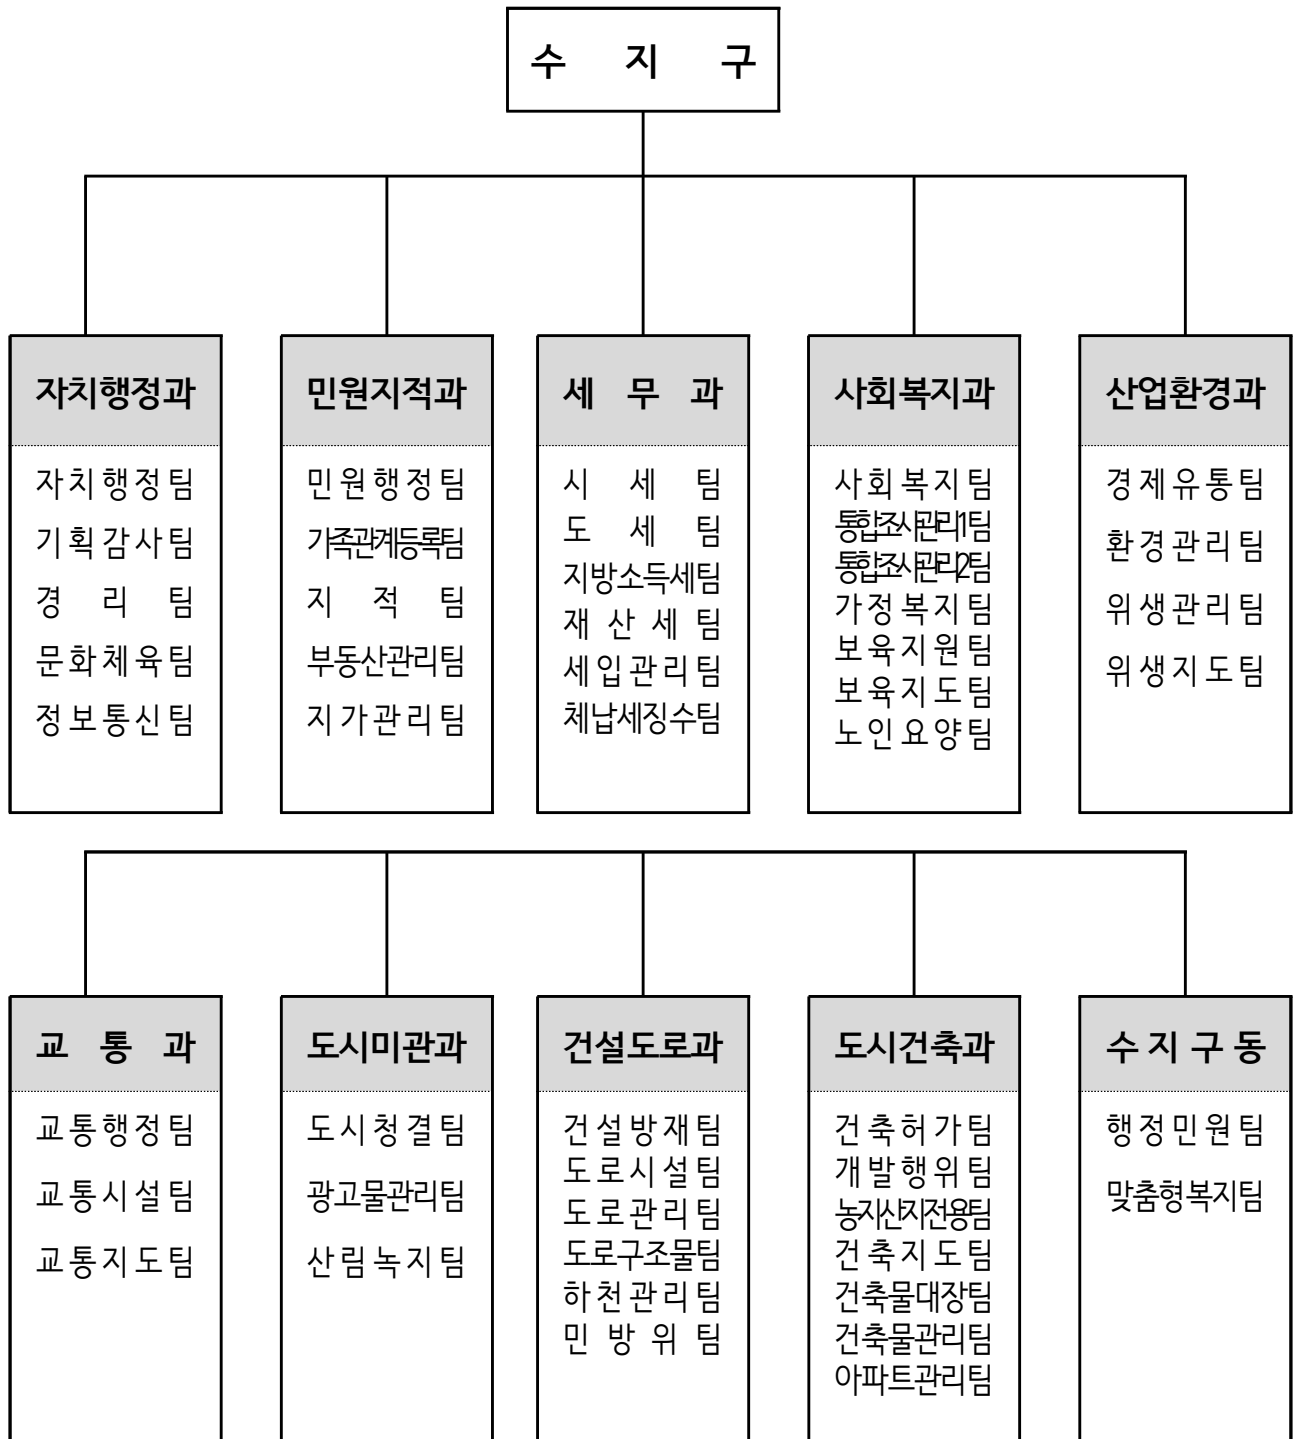 수 지 구
자치행정과
자치행정팀
기획감사팀
경 리 팀
문화체육팀
정보통신팀
민원지적과
민원행정팀
가족관계등록팀
지 적 팀
부동산관리팀
지가관리팀
세 무 과
시 세 팀
도 세 팀
지방소득세팀
재 산 세 팀
세입관리팀
체납세징수팀
사회복지과
사회복지팀
통합조사관리1팀
통합조사관리2팀
가정복지팀
보육지원팀
보육지도팀
노인요양팀
산업환경과
경제유통팀
환경관리팀
위생관리팀
위생지도팀
교 통 과
교통행정팀
교통시설팀
교통지도팀
도시미관과
도시청결팀
광고물관리팀
산림녹지팀
건설도로과
건설방재팀
도로시설팀
도로관리팀
도로구조물팀
하천관리팀
민 방 위 팀
도시건축과
건축허가팀
개발행위팀
농지산지전용팀
건축지도팀
건축물대장팀
건축물관리팀
아파트관리팀
수 지 구 동
행정민원팀
맞춤형복지팀